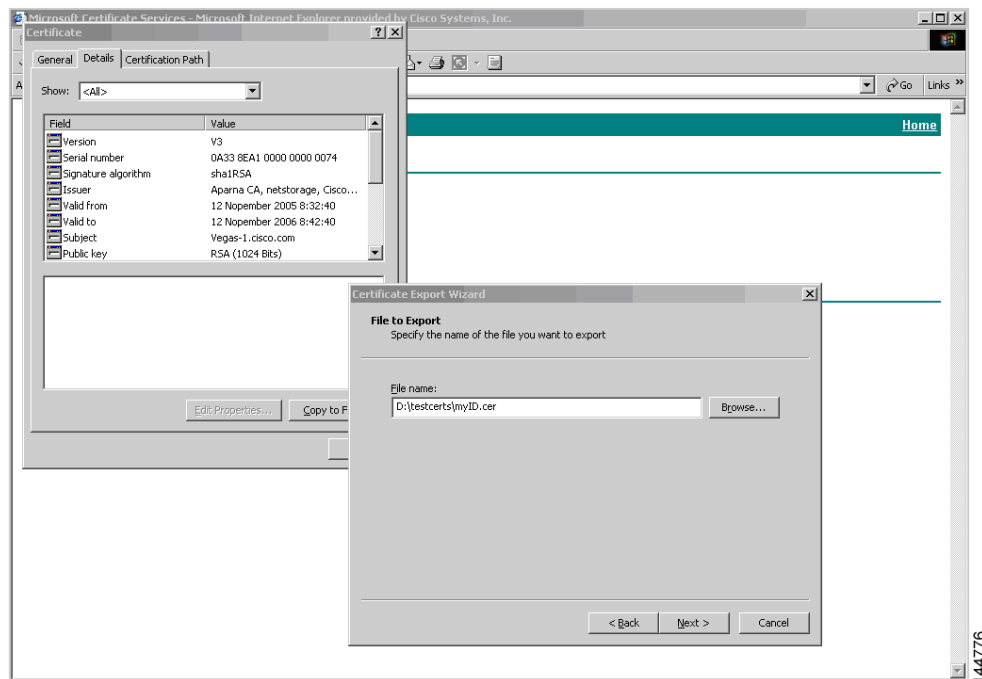 Microsoft Certificate Services - Microsoft Internet Explorer provided by Cisco Systems, Inc.
Certificate
General Details Certification Path
Go Links »
Show: <All>
Home
Field Value
Version V3
Serial number 0A33 8EA1 0000 0000 0074
Signature algorithm sha1RSA
Issuer Aparna CA, netstorage, Cisco...
Valid from 12 Nopember 2005 8:32:40
Valid to 12 Nopember 2006 8:42:40
Subject Vegas-1.cisco.com
Public key RSA (1024 Bits)
Edit Properties... Copy to F
Certificate Export Wizard
File to Export
Specify the name of the file you want to export
File name:
D:\testcerts\myID.cer Browse...
< Back Next > Cancel
144776